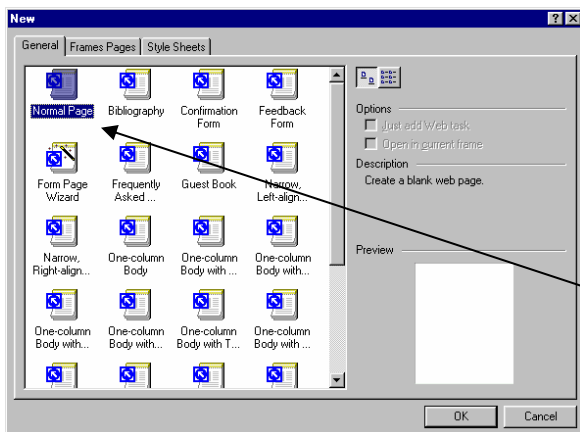 New
General Frames Pages Style Sheets
Normal Page Bibliography Confirmation Form Feedback Form
Form Page Wizard Frequently Asked ... Guest Book Narrow, Left-align...
Narrow, Right-align... One-column Body One-column Body with ... One-column Body with...
One-column Body with... One-column Body with... One-column Body with T... One-column Body with ...
Options
Just add Web task
Open in current frame
Description
Create a blank web page.
Preview
OK Cancel